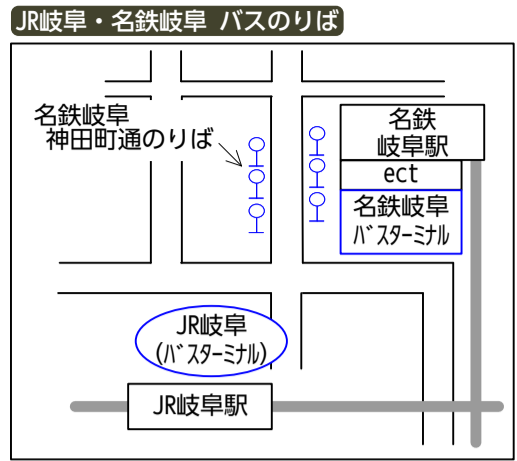 JR岐阜・名鉄岐阜 バスのりば
名鉄岐阜
神田町通のりば
名鉄
岐阜駅
ect
名鉄岐阜
ﾊﾞｽﾀｰﾐﾅﾙ
JR岐阜
(ﾊﾞｽﾀｰﾐﾅﾙ)
JR岐阜駅